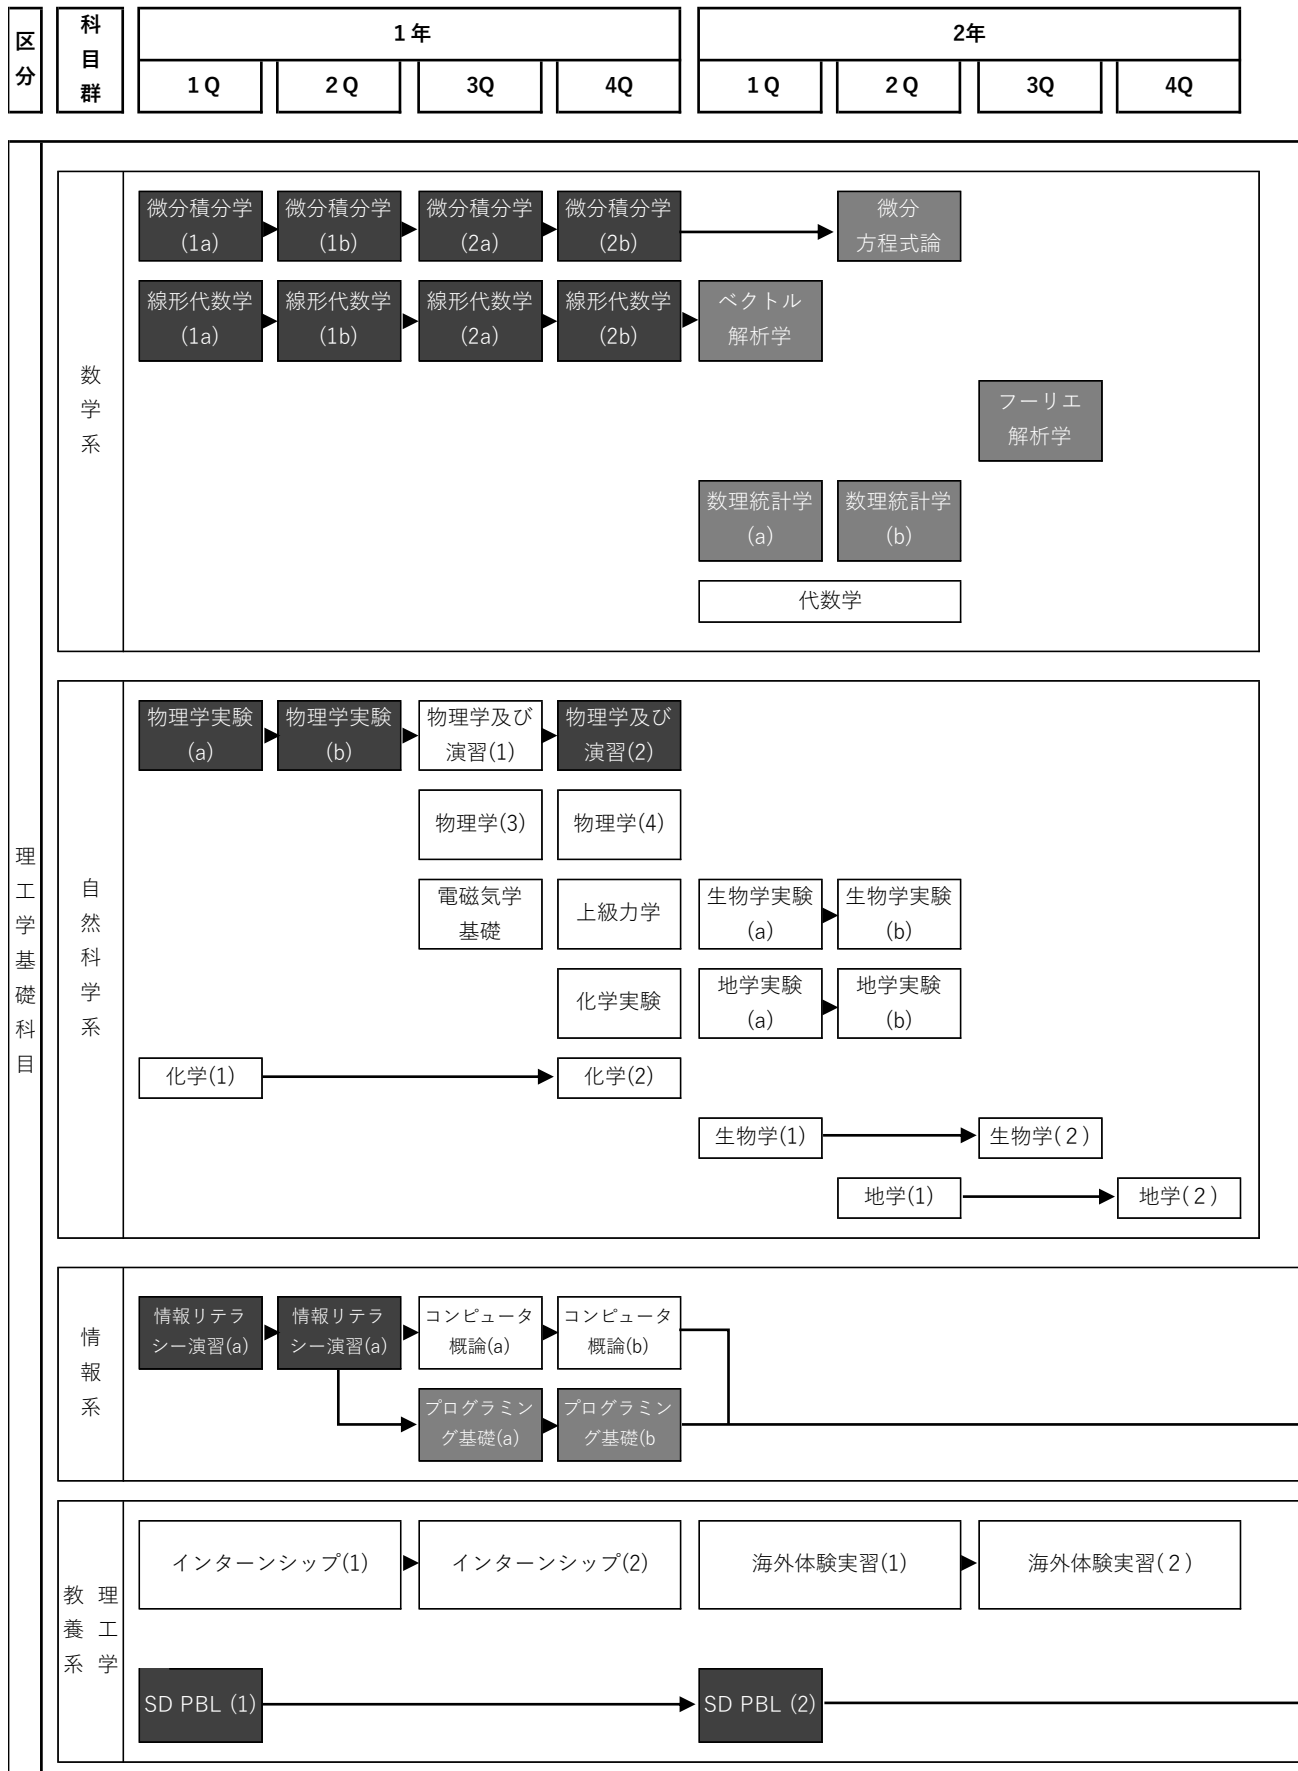 区分
科目群
1 年
2年
1 Q
2 Q
3Q
4Q
1 Q
2 Q
3Q
4Q
理工学基礎科目
数学系
微分積分学
(1a)
微分積分学
(1b)
微分積分学
(2a)
微分積分学
(2b)
微分
方程式論
線形代数学
(1a)
線形代数学
(1b)
線形代数学
(2a)
線形代数学
(2b)
ベクトル
解析学
フーリエ
解析学
数理統計学
(a)
数理統計学
(b)
代数学
自然科学系
物理学実験
(a)
物理学実験
(b)
物理学及び
演習(1)
物理学及び
演習(2)
物理学(3)
物理学(4)
電磁気学
基礎
上級力学
生物学実験
(a)
生物学実験
(b)
化学実験
地学実験
(a)
地学実験
(b)
化学(1)
化学(2)
生物学(1)
生物学(２)
地学(1)
地学(２)
情報系
情報リテラ
シー演習(a)
情報リテラ
シー演習(a)
コンピュータ
概論(a)
コンピュータ
概論(b)
プログラミン
グ基礎(a)
プログラミン
グ基礎(b
理工学
教養系
インターンシップ(1)
インターンシップ(2)
海外体験実習(1)
海外体験実習(２)
SD PBL (1)
SD PBL (2)